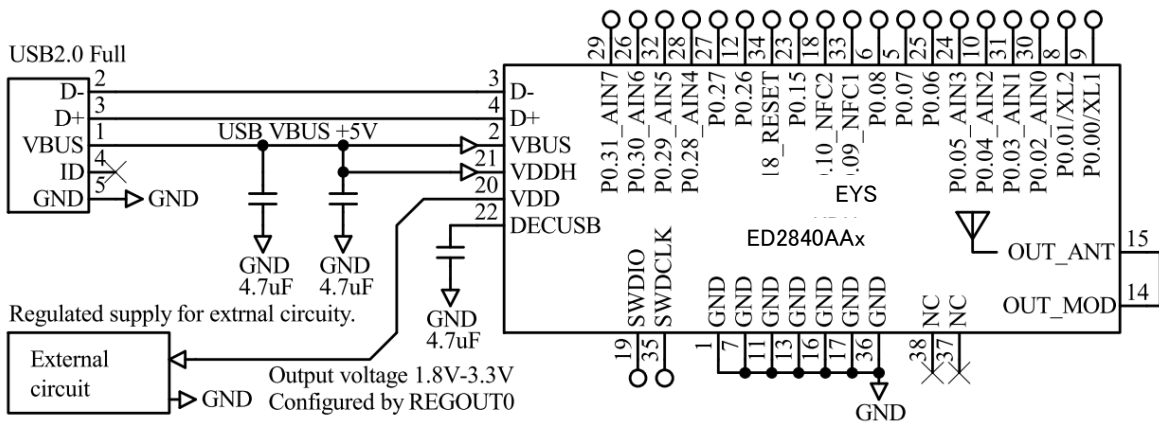 USB2.0 Full
D- 2
D+ 3
VBUS 1
ID 4
GND 5
GND
USB VBUS +5V
GND
4.7uF
GND
4.7uF
GND
4.7uF
3 D-
4 D+
2 VBUS
21 VDDH
20 VDD
22 DECUSB
29 P0.31_AIN7
26 P0.30_AIN6
32 P0.29_AIN5
28 P0.28_AIN4
27 P0.27
12 P0.26
34 8_RESET
23 P0.15
18 .10_NFC2
33 .09_NFC1
6 P0.08
5 P0.07
25 P0.06
24 P0.05_AIN3
10 P0.04_AIN2
31 P0.03_AIN1
30 P0.02_AIN0
8 P0.01/XL2
9 P0.00/XL1
EYS
ED2840AAx
OUT_ANT 15
OUT_MOD 14
SWDIO 19
SWDCLK 35
GND 1
GND 7
GND 11
GND 13
GND 16
GND 17
GND 36
NC 38
NC 37
GND
Regulated supply for extrnal circuity.
External
circuit
GND
Output voltage 1.8V-3.3V
Configured by REGOUT0